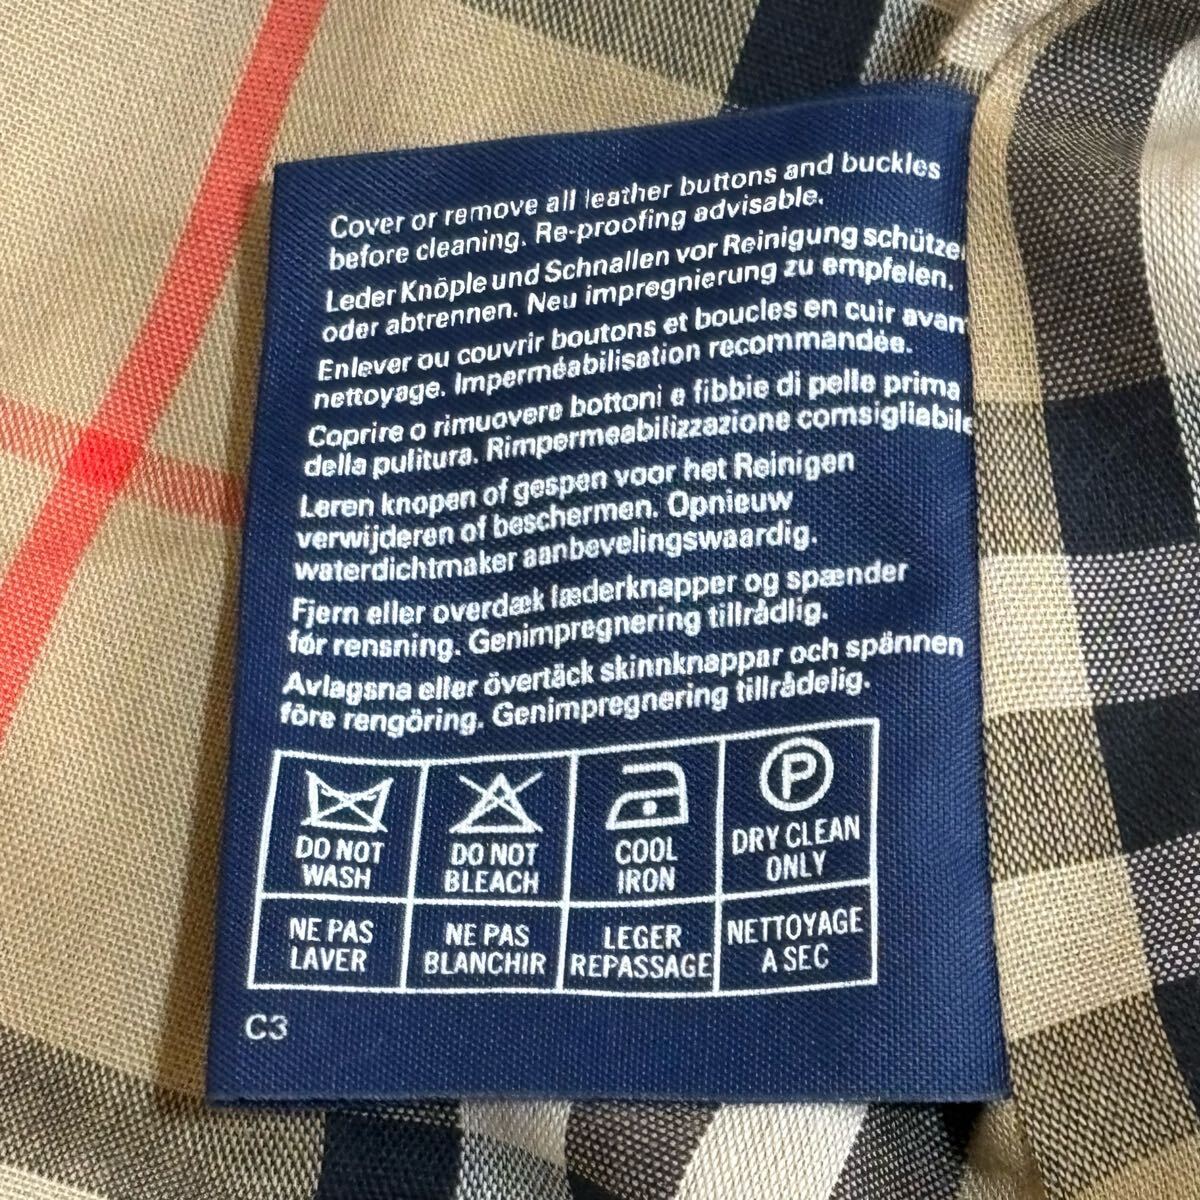 Cover or remove all leather buttons and buckles
before cleaning. Re-proofing advisable.
Leder Knöple und Schnallen vor Reinigung schütze
oder abtrennen. Neu impregnierung zu empfelen.
Enlever ou couvrir boutons et boucles en cuir avan
nettoyage. Imperméabilisation recommandée.
Coprire o rimuovere bottoni e fibbie di pelle prima
della pulitura. Rimpermeabilizzazione comsigliabile
Leren knopen of gespen voor het Reinigen
verwijderen of beschermen. Opnieuw
waterdichtmaker aanbevelingswaardig.
Fjern eller overdæk læderknapper og spænder
fór rensning. Genimpregnering tillrådlig.
Avlagsna eller övertäck skinnknappar och spännen
före rengöring. Genimpregnering tillrådelig.
DO NOT
WASH
DO NOT
BLEACH
COOL
IRON
P
DRY CLEAN
ONLY
NE PAS
LAVER
NE PAS
BLANCHIR
LEGER
REPASSAGE
NETTOYAGE
A SEC
C3